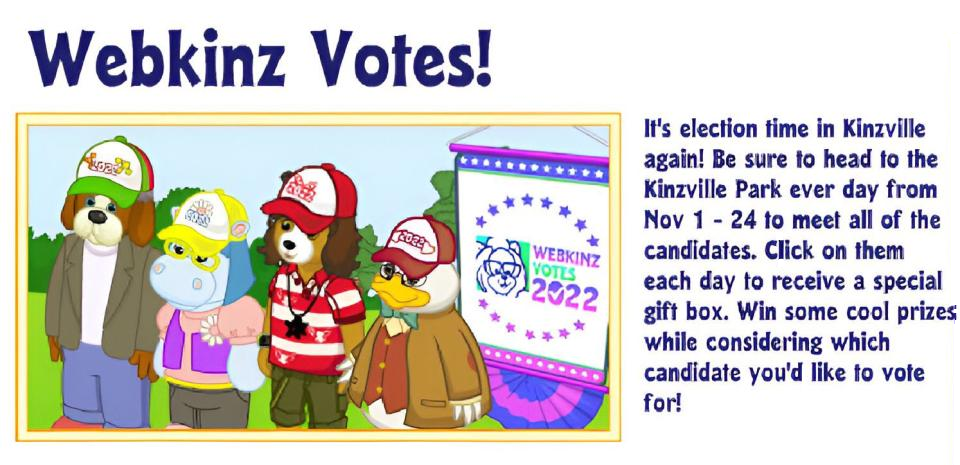 Webkinz Votes!
2022
2022
WEBKINZ
VOTES
2022
It's election time in Kinzville
again! Be sure to head to the
Kinzville Park ever day from
Nov 1 - 24 to meet all of the
candidates. Click on them
each day to receive a special
gift box. Win some cool prizes
while considering which
candidate you'd like to vote
for!